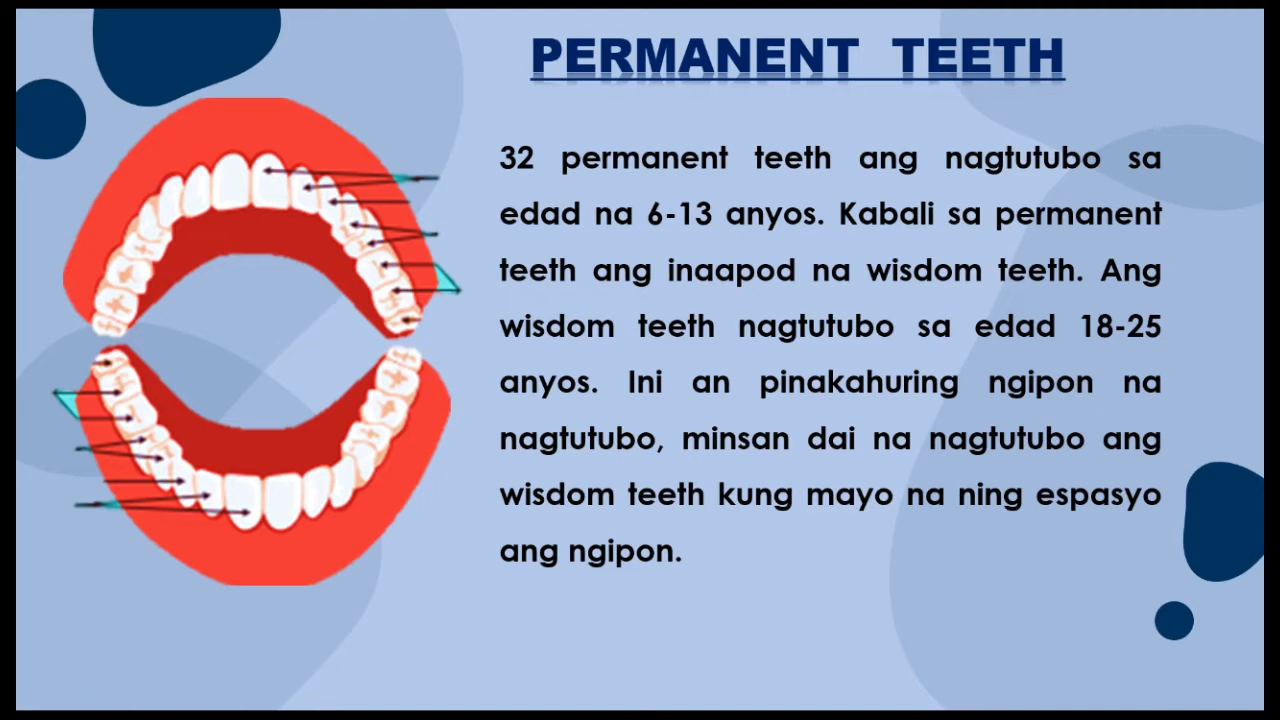 PERMANENT TEETH
32 permanent teeth ang nagtutubo sa
edad na 6-13 anyos. Kabali sa permanent
teeth ang inaapod na wisdom teeth. Ang
wisdom teeth nagtutubo sa edad 18-25
anyos. Ini an pinakahuring ngipon na
nagtutubo, minsan dai na nagtutubo ang
wisdom teeth kung mayo na ning espasyo
ang ngipon.